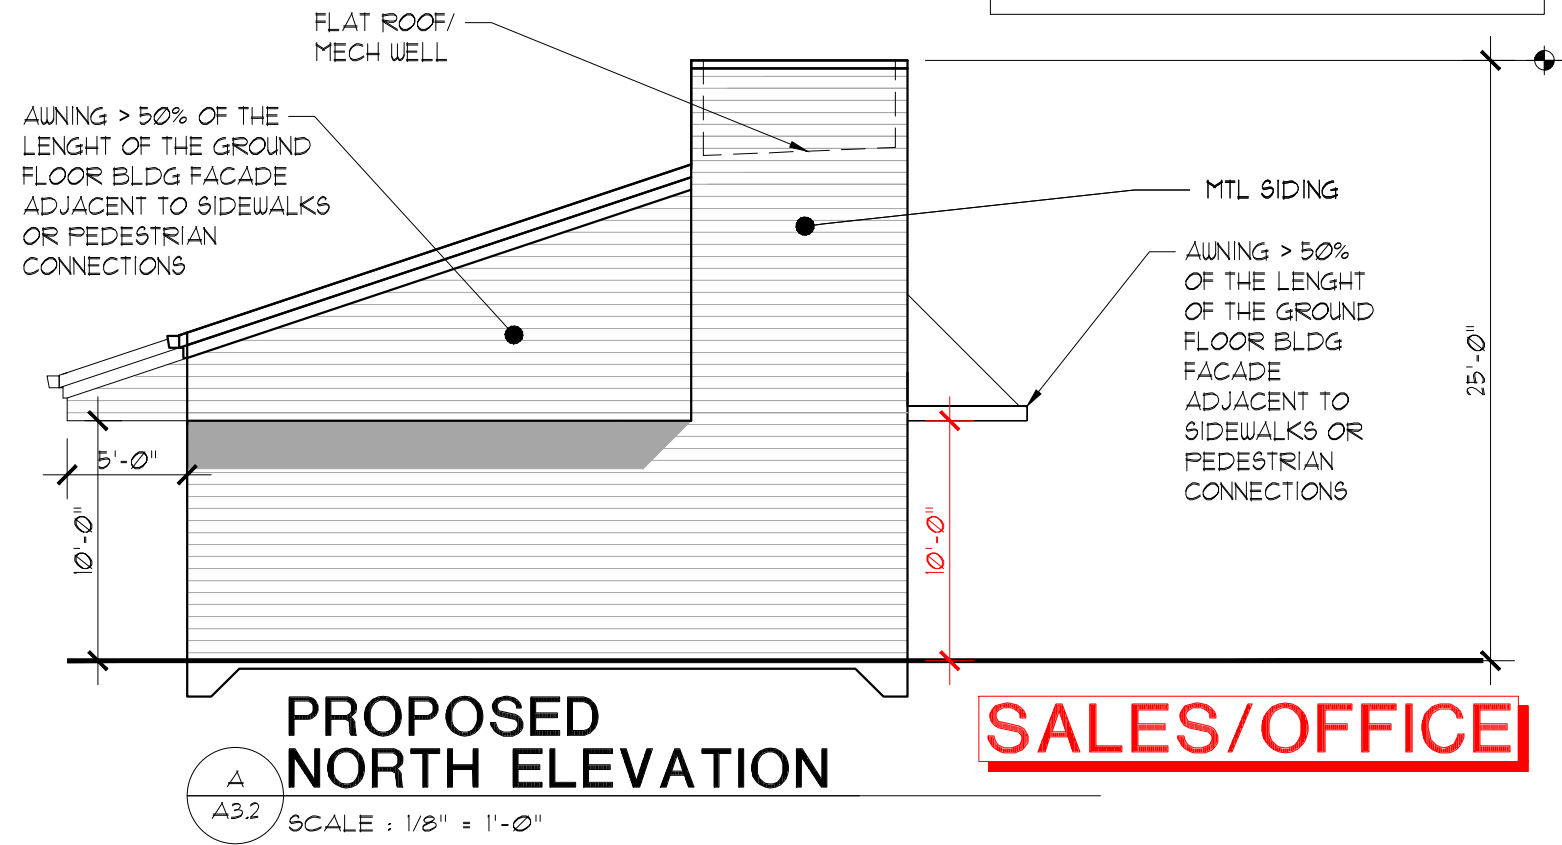 FLAT ROOF/
MECH WELL
AWNING > 50% OF THE
LENGHT OF THE GROUND
FLOOR BLDG FACADE
ADJACENT TO SIDEWALKS
OR PEDESTRIAN
CONNECTIONS
MTL SIDING
AWNING > 50%
OF THE LENGHT
OF THE GROUND
FLOOR BLDG
FACADE
ADJACENT TO
SIDEWALKS OR
PEDESTRIAN
CONNECTIONS
25'-0"
5'-0"
10'-0"
10'-0"
PROPOSED
NORTH ELEVATION
SALES/OFFICE
A
A3.2
SCALE : 1/8" = 1'-0"